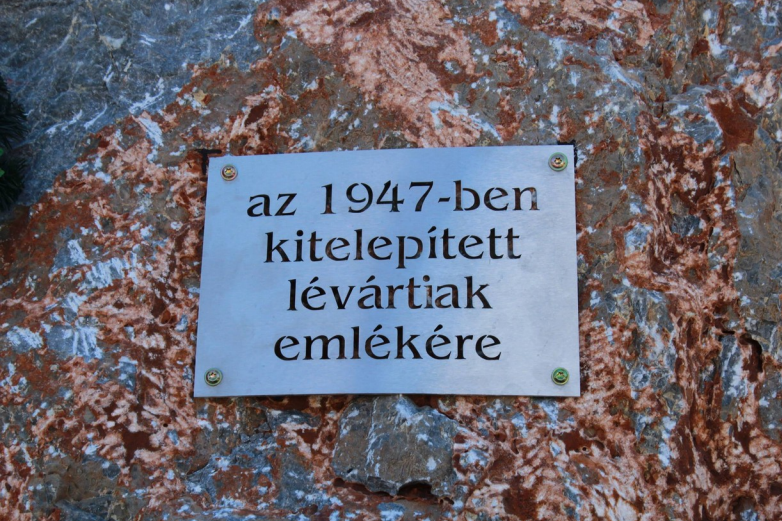 az 1947-ben
kitelepített
lévártiak
emlékére